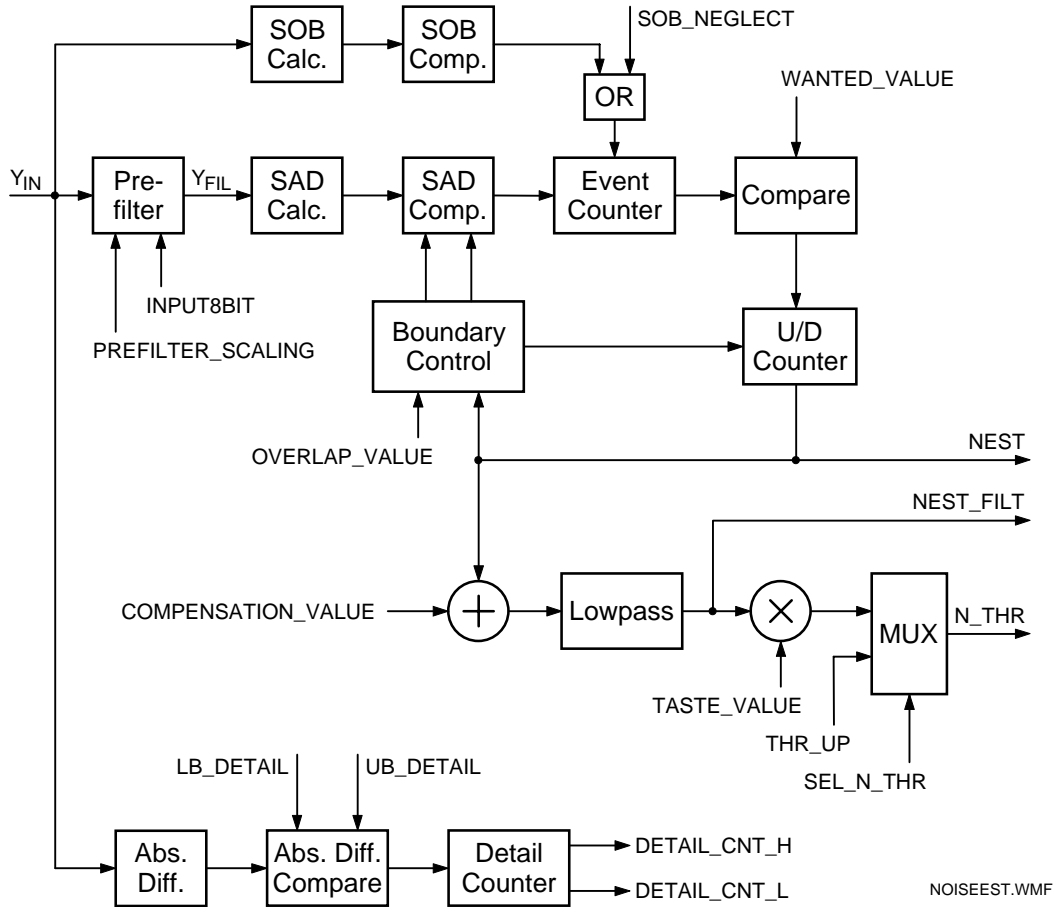 SOB_NEGLECT
SOB
Calc.
SOB
Comp.
OR
WANTED_VALUE
Y_IN
Pre-
filter
Y_FIL
SAD
Calc.
SAD
Comp.
Event
Counter
Compare
INPUT8BIT
PREFILTER_SCALING
Boundary
Control
U/D
Counter
OVERLAP_VALUE
NEST
NEST_FILT
COMPENSATION_VALUE
+
Lowpass
×
MUX
N_THR
TASTE_VALUE
THR_UP
SEL_N_THR
LB_DETAIL
UB_DETAIL
Abs.
Diff.
Abs. Diff.
Compare
Detail
Counter
DETAIL_CNT_H
DETAIL_CNT_L
NOISEEST.WMF